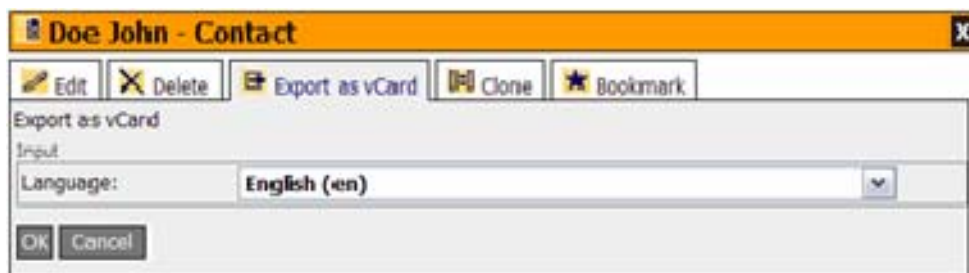 Doe John - Contact X
Edit Delete Export as vCard Clone Bookmark
Export as vCard
Input
Language: English (en)
OK Cancel